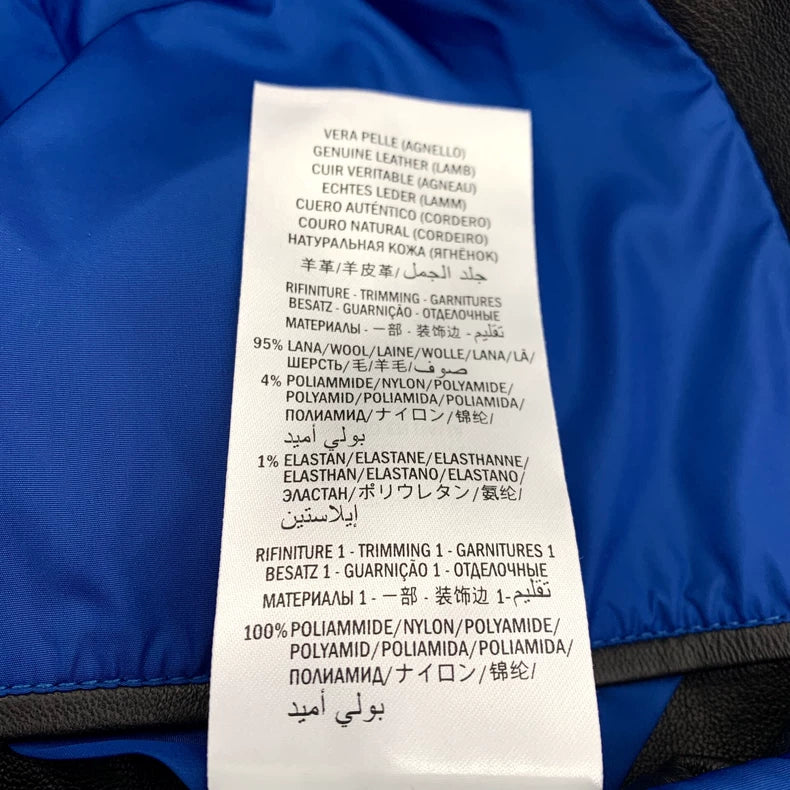 VERA PELLE (AGNELLO)
GENUINE LEATHER (LAMB)
CUIR VERITABLE (AGNEAU)
ECHTES LEDER (LAMM)
CUERO AUTÉNTICO (CORDERO)
COURO NATURAL (CORDEIRO)
НАТУРАЛЬНАЯ КОЖА (ЯГНЁНОК)
羊革/羊皮革/جلد الجمل
RIFINITURE - TRIMMING - GARNITURES
BESATZ - GUARNIÇÃO - ОТДЕЛОЧНЫЕ
МАТЕРИАЛЫ - 一部 - 装饰边 - تقليم
95% LANA/WOOL/LAINE/WOLLE/LANA/LÃ/
ШЕРСТЬ/毛/羊毛/صوف
4% POLIAMMIDE/NYLON/POLYAMIDE/
POLYAMID/POLIAMIDA/POLIAMIDA/
ПОЛИАМИД/ナイロン/锦纶/
بولي أميد
1% ELASTAN/ELASTANE/ELASTHANNE/
ELASTHAN/ELASTANO/ELASTANO/
ЭЛАСТАН/ポリウレタン/氨纶/
إيلاستين
RIFINITURE 1 - TRIMMING 1 - GARNITURES 1
BESATZ 1 - GUARNIÇÃO 1 - ОТДЕЛОЧНЫЕ
МАТЕРИАЛЫ 1 - 一部 - 装饰边 1 - تقليم
100% POLIAMMIDE/NYLON/POLYAMIDE/
POLYAMID/POLIAMIDA/POLIAMIDA/
ПОЛИАМИД/ナイロン/锦纶/
بولي أميد